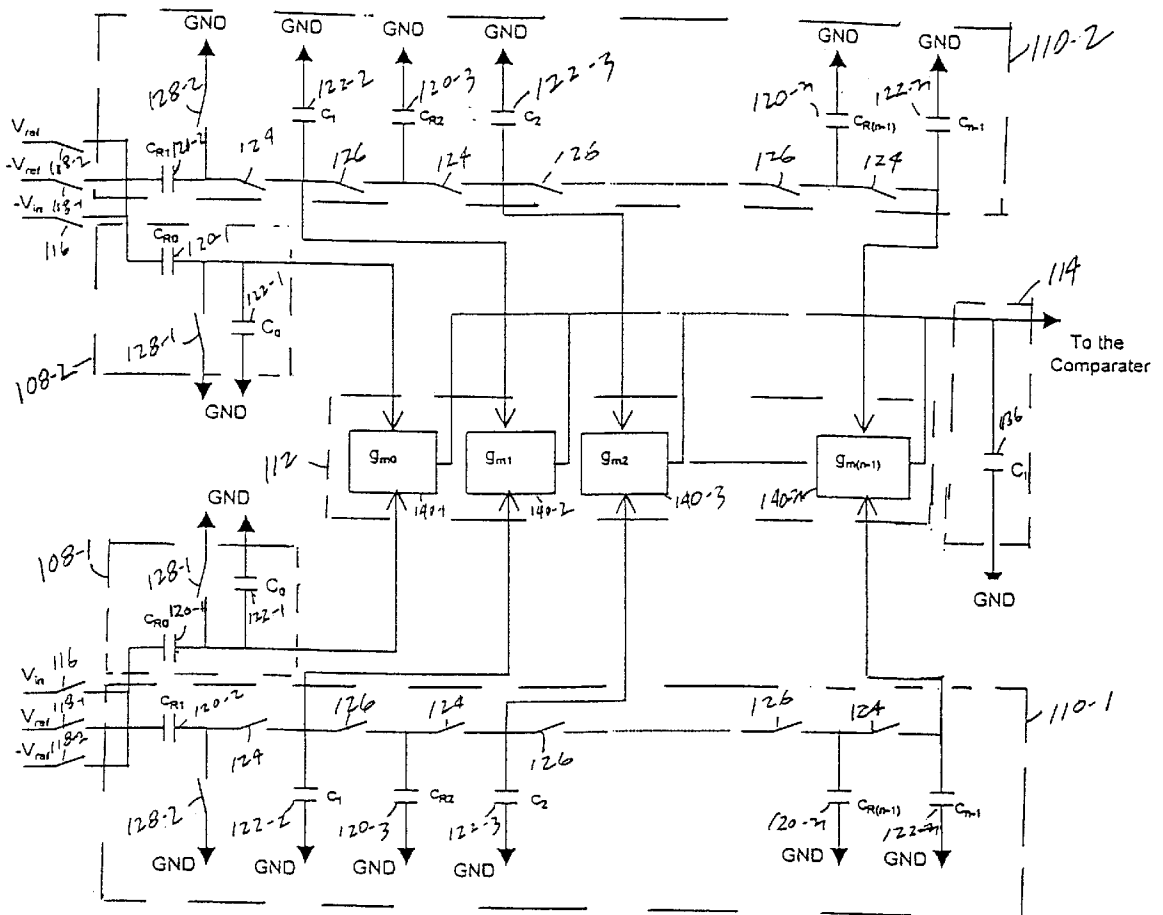 GND GND GND GND GND GND
110-2
128-2 122-2 120-3 122-3 120-n 122-n
C1 CR2 C2 CR(n-1) Cn-1
Vref
118-2
CR1
124 126 124 126 126 124
-Vref
118-1
-Vin
116
CR0 120-1
122-1
C0
128-1
108-2
GND
114
To the
Comparater
136
C1
GND
112
gm0 gm1 gm2 gm(n-1)
140-1 140-2 140-3 140-n
GND GND
108-1
128-1
C0
122-1
CR0 120-1
Vin 116
Vref 118-1
-Vref 118-2
CR1 120-2
124 126 124 126 126 124
110-1
128-2 122-2 120-3 122-3 120-n 122-n
C1 CR2 C2 CR(n-1) Cn-1
GND GND GND GND GND GND